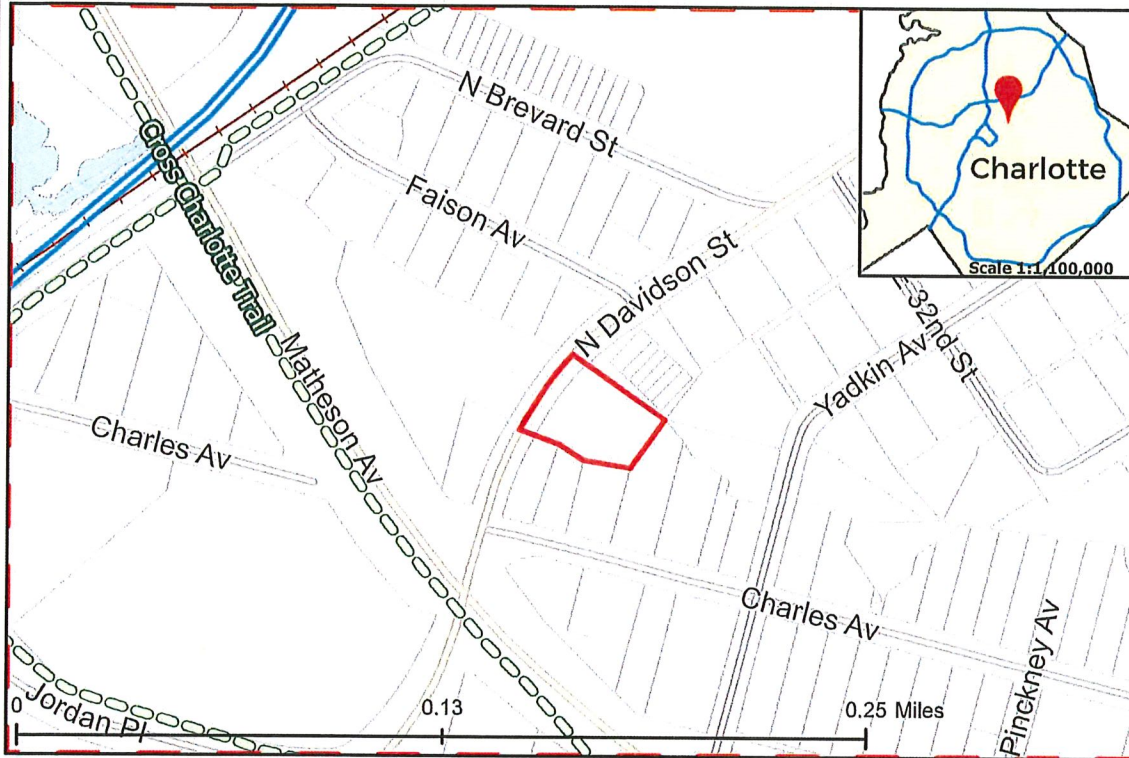 N Brevard St
Charlotte
Scale 1:1,100,000
Cross Charlotte Trail
Faison Av
N Davidson St
32nd St
Yadkin Av
Matheson Av
Charles Av
Charles Av
Pinckney Av
Jordan Pl
0
0.13
0.25 Miles